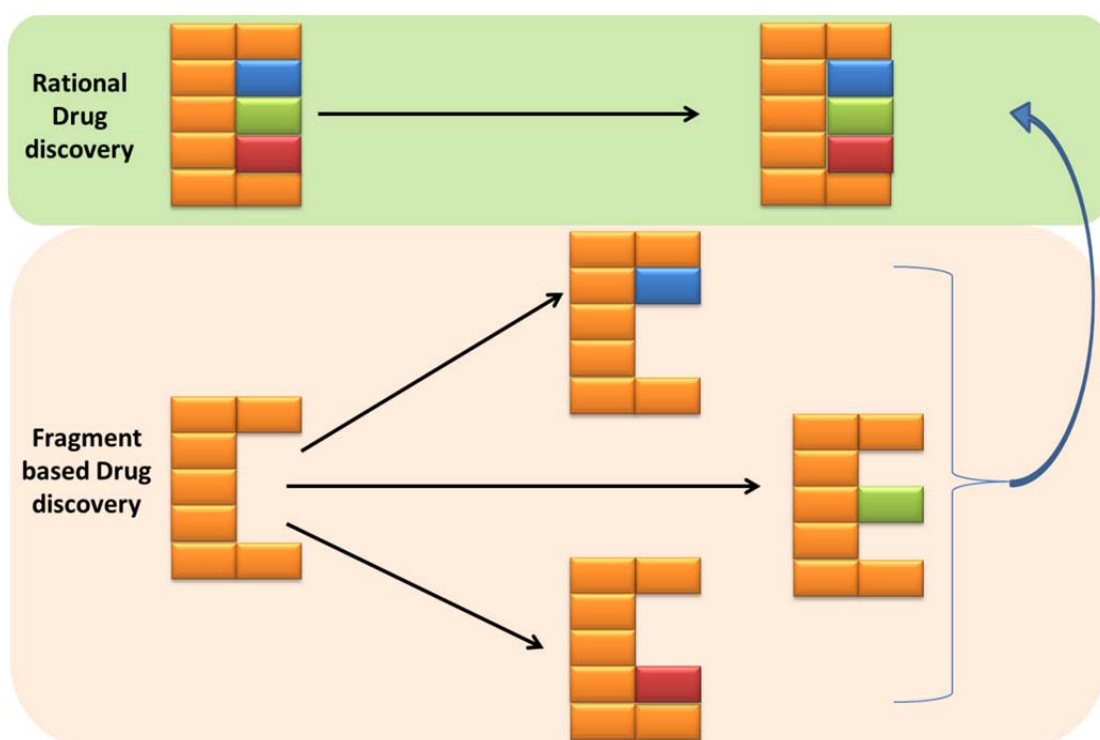 Rational
Drug
discovery
Fragment
based Drug
discovery